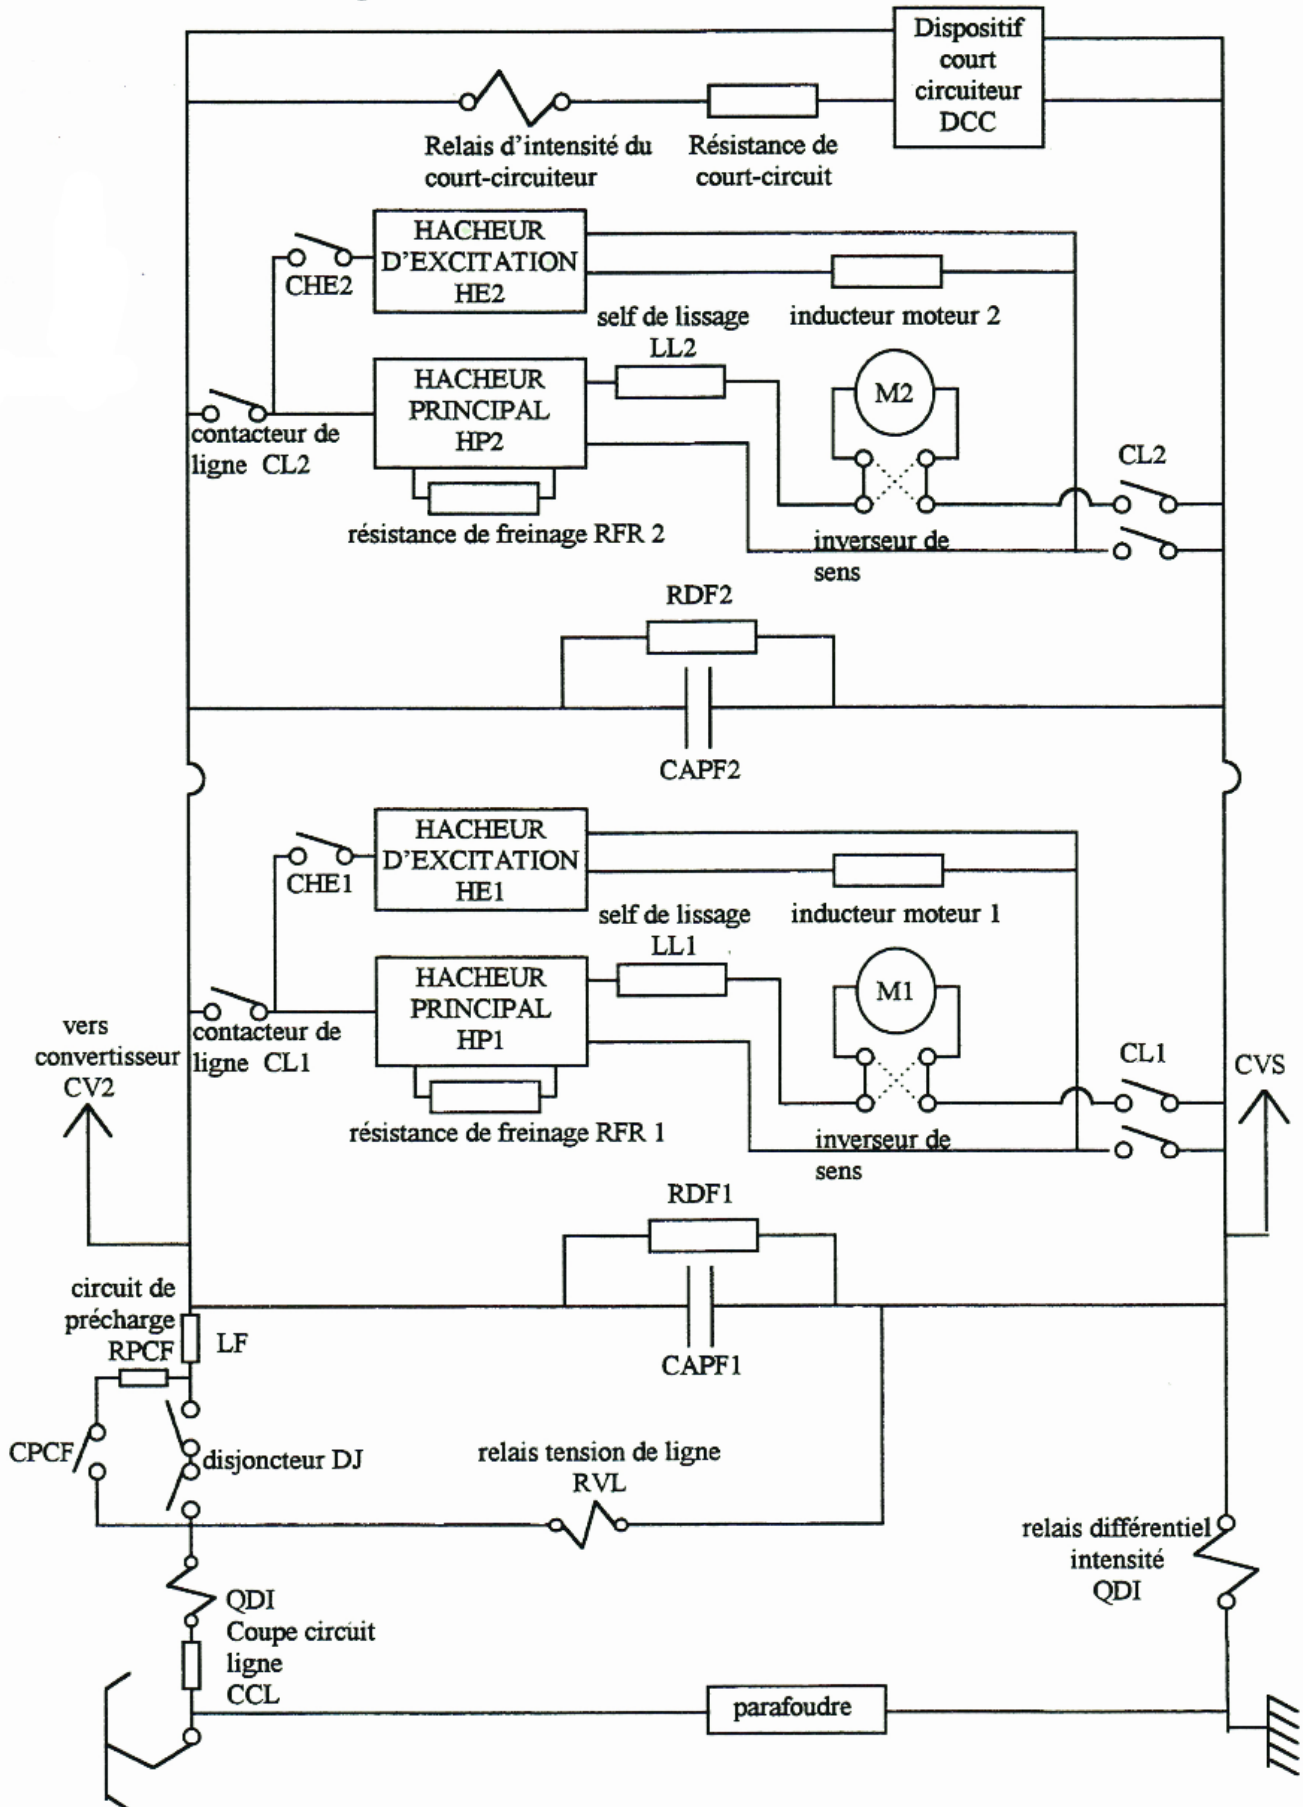 Dispositif
court
circuiteur
DCC
Relais d'intensité du
court-circuiteur
Résistance de
court-circuit
HACHEUR
D'EXCITATION
HE2
CHE2
self de lissage
LL2
inducteur moteur 2
HACHEUR
PRINCIPAL
HP2
M2
contacteur de
ligne CL2
CL2
résistance de freinage RFR 2
inverseur de
sens
RDF2
CAPF2
HACHEUR
D'EXCITATION
HE1
CHE1
self de lissage
LL1
inducteur moteur 1
HACHEUR
PRINCIPAL
HP1
M1
vers
convertisseur
CV2
contacteur de
ligne CL1
CL1
CVS
résistance de freinage RFR 1
inverseur de
sens
RDF1
circuit de
précharge
RPCF
LF
CAPF1
CPCF
disjoncteur DJ
relais tension de ligne
RVL
relais différentiel
intensité
QDI
QDI
Coupe circuit
ligne
CCL
parafoudre